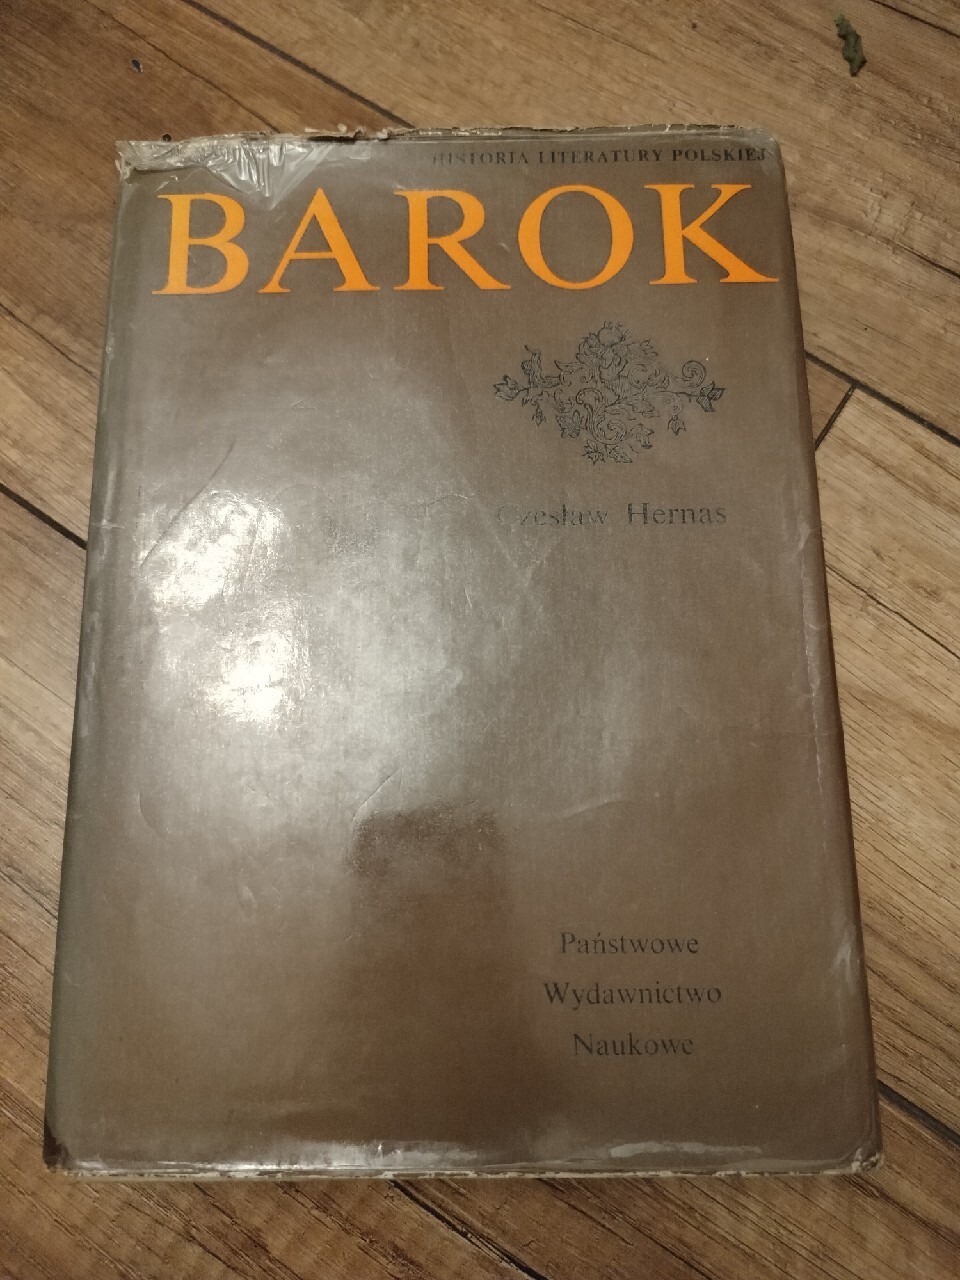 HISTORIA LITERATURY POLSKIEJ
BAROK
Czesław Hernas
Państwowe
Wydawnictwo
Naukowe